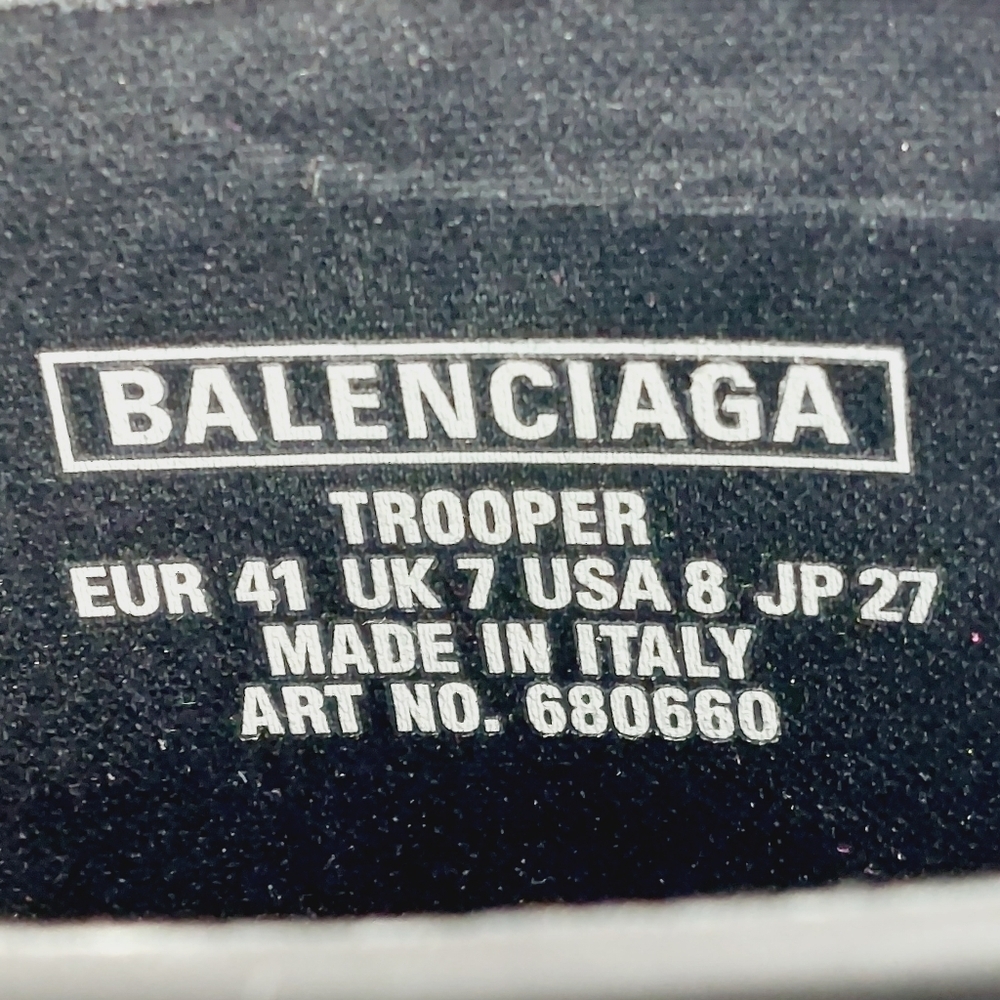 BALENCIAGA
TROOPER
EUR 41 UK 7 USA 8 JP 27
MADE IN ITALY
ART NO. 680660